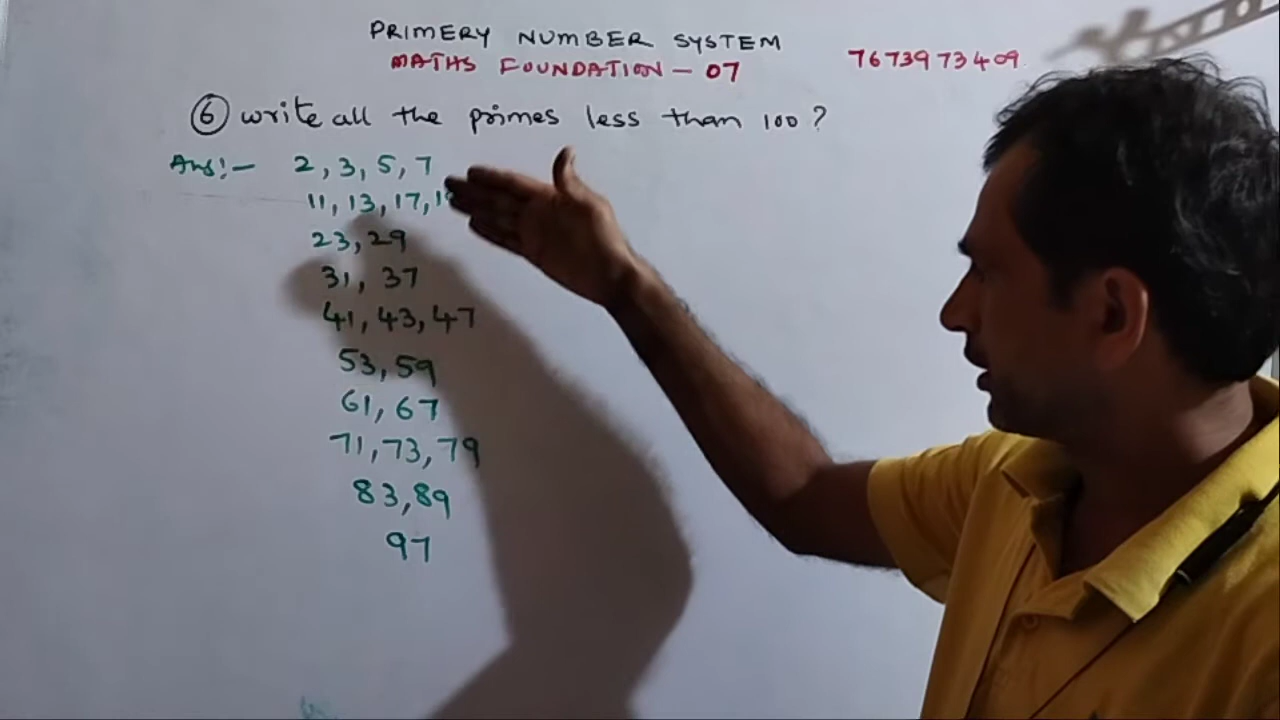 PRIMERY NUMBER SYSTEM
MATHS FOUNDATION - 07
7673973409
⑥ write all the primes less than 100 ?
Ans:- 2, 3, 5, 7
11, 13, 17,
23, 29
31, 37
41, 43, 47
53, 59
61, 67
71, 73, 79
83, 89
97